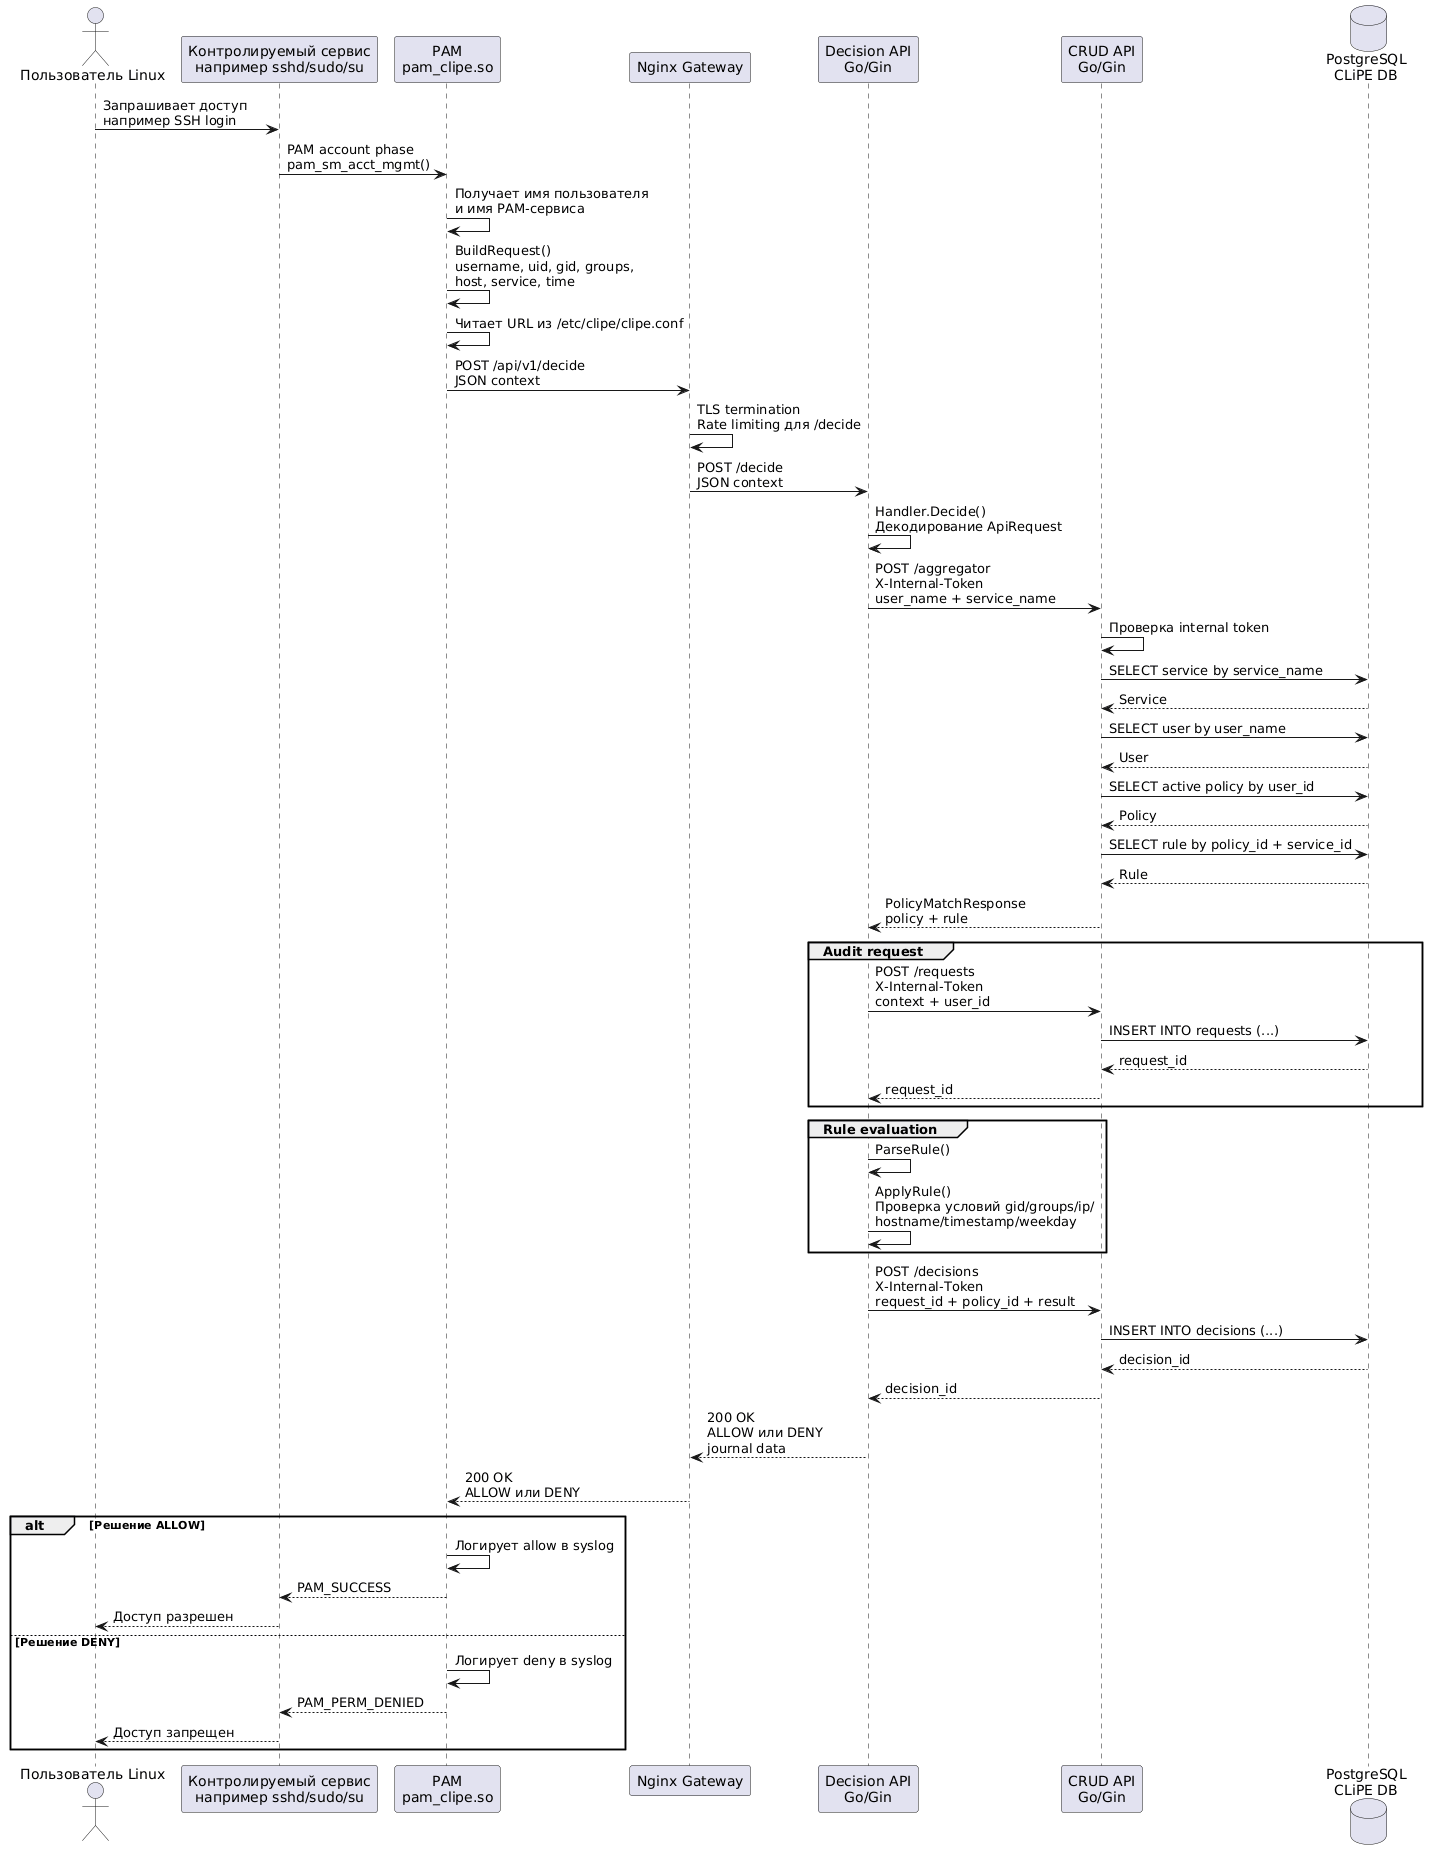 Пользователь Linux
Контролируемый сервис
например sshd/sudo/su
PAM
pam_clipe.so
Nginx Gateway
Decision API
Go/Gin
CRUD API
Go/Gin
PostgreSQL
CLiPE DB
Запрашивает доступ
например SSH login
PAM account phase
pam_sm_acct_mgmt()
Получает имя пользователя
и имя PAM-сервиса
BuildRequest()
username, uid, gid, groups,
host, service, time
Читает URL из /etc/clipe/clipe.conf
POST /api/v1/decide
JSON context
TLS termination
Rate limiting для /decide
POST /decide
JSON context
Handler.Decide()
Декодирование ApiRequest
POST /aggregator
X-Internal-Token
user_name + service_name
Проверка internal token
SELECT service by service_name
Service
SELECT user by user_name
User
SELECT active policy by user_id
Policy
SELECT rule by policy_id + service_id
Rule
PolicyMatchResponse
policy + rule
Audit request
POST /requests
X-Internal-Token
context + user_id
INSERT INTO requests (...)
request_id
request_id
Rule evaluation
ParseRule()
ApplyRule()
Проверка условий gid/groups/ip/
hostname/timestamp/weekday
POST /decisions
X-Internal-Token
request_id + policy_id + result
INSERT INTO decisions (...)
decision_id
decision_id
200 OK
ALLOW или DENY
journal data
200 OK
ALLOW или DENY
alt [Решение ALLOW]
Логирует allow в syslog
PAM_SUCCESS
Доступ разрешен
[Решение DENY]
Логирует deny в syslog
PAM_PERM_DENIED
Доступ запрещен
Пользователь Linux
Контролируемый сервис
например sshd/sudo/su
PAM
pam_clipe.so
Nginx Gateway
Decision API
Go/Gin
CRUD API
Go/Gin
PostgreSQL
CLiPE DB